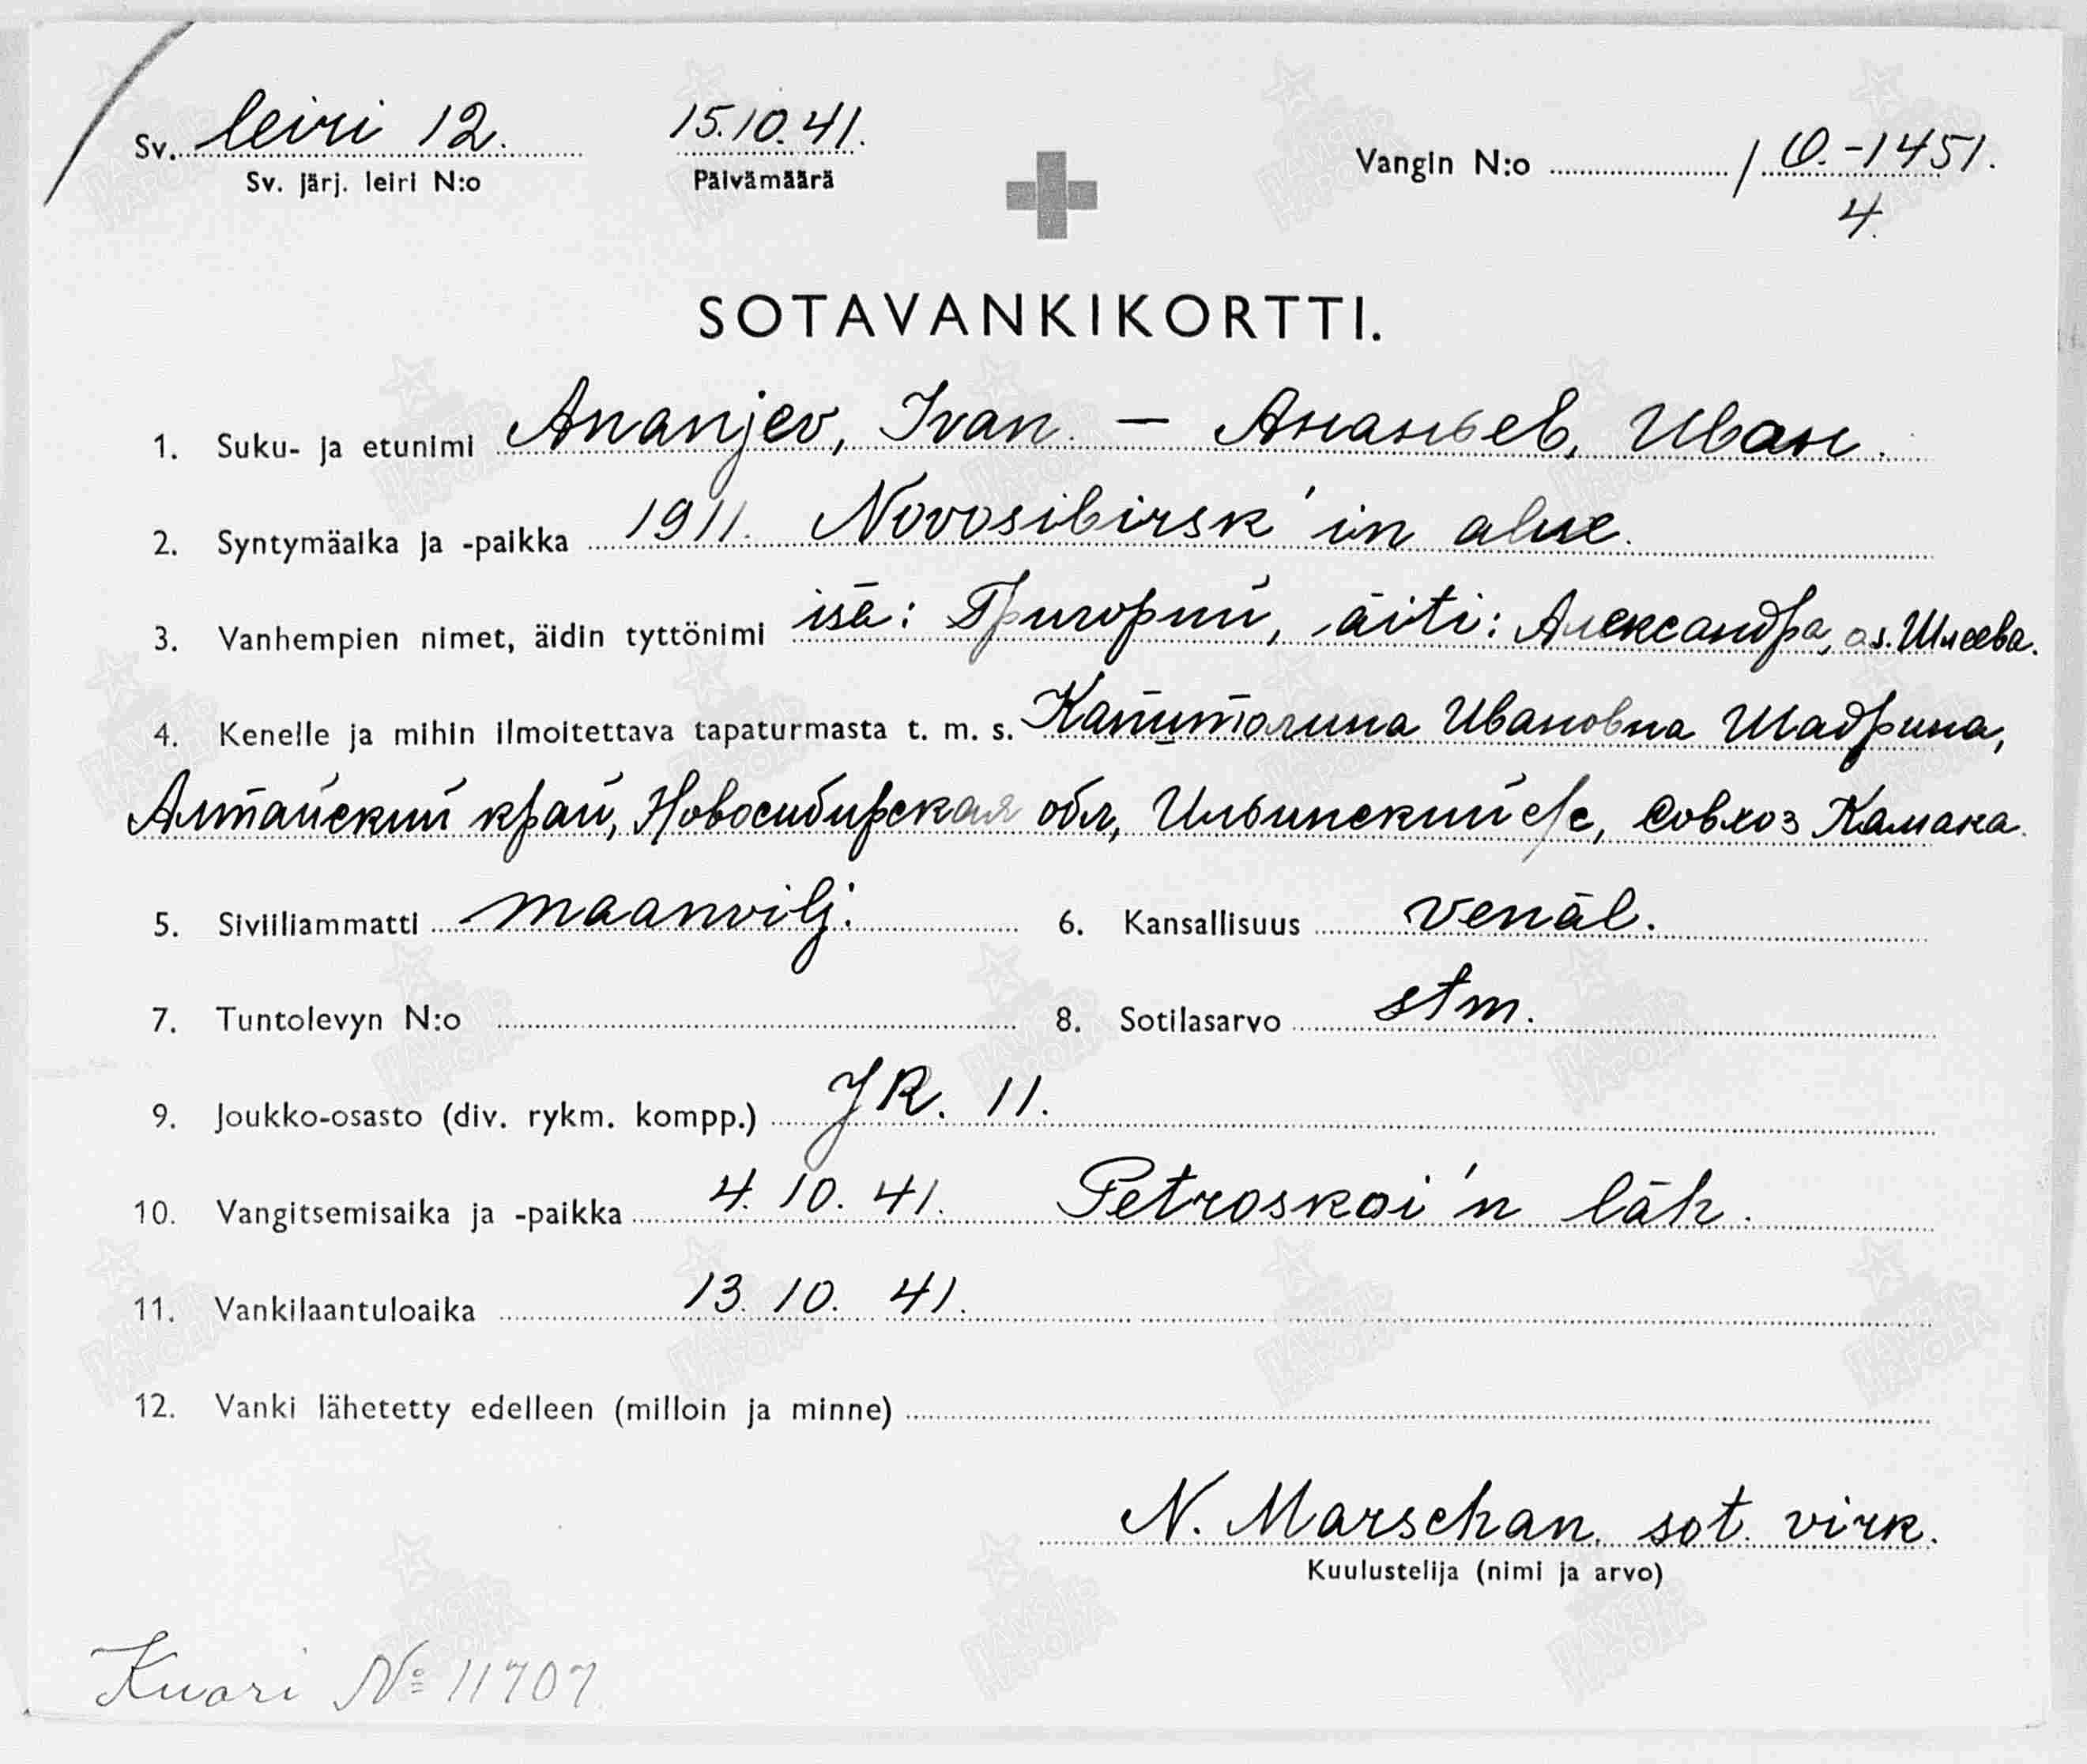 Sv. leiri 12. 15.10.41. Vangin N:o / O.-1451.
Sv. järj. leiri N:o Päivämäärä 4.
SOTAVANKIKORTTI.
1. Suku- ja etunimi Ananjev, Ivan. — Ананьев, Иван.
2. Syntymäaika ja -paikka 1911. Novosibirsk'in alue.
3. Vanhempien nimet, äidin tyttönimi isä: Григорий, äiti: Александра, os. Шлеева.
4. Kenelle ja mihin ilmoitettava tapaturmasta t. m. s. Капиталина Ивановна Шадрина,
Алтайский край, Новосибирская обл, Ильинский с/с, Совхоз Камака.
5. Siviiliammatti maanvilj. 6. Kansallisuus venäl.
7. Tuntolevyn N:o 8. Sotilasarvo stm.
9. Joukko-osasto (div. rykm. kompp.) JR. 11.
10. Vangitsemisaika ja -paikka 4. 10. 41. Petroskoi'n läh.
11. Vankilaantuloaika 13. 10. 41.
12. Vanki lähetetty edelleen (milloin ja minne)
N. Marschan, sot. virk.
Kuulustelija (nimi ja arvo)
Kuori № 11707